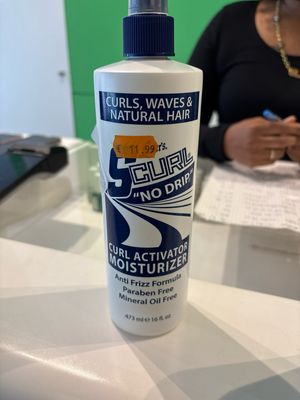 CURLS, WAVES &
NATURAL HAIR
€ 11,99
SCURL
"NO DRIP"
CURL ACTIVATOR
MOISTURIZER
Anti Frizz Formula
Paraben Free
Mineral Oil Free
473 ml e 16 fl. oz